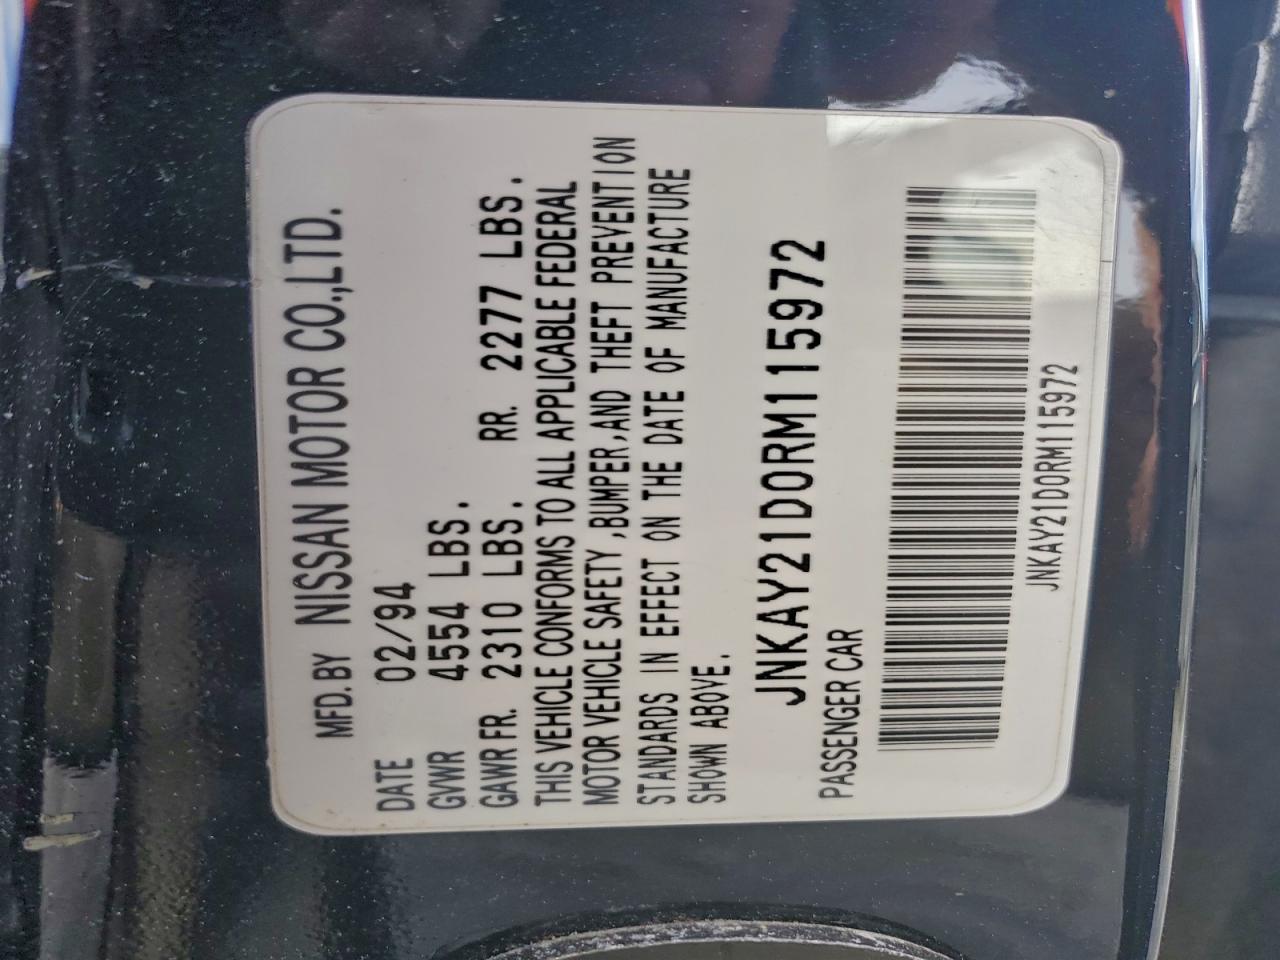 MFD. BY NISSAN MOTOR CO., LTD.
DATE 02/94
GVWR 4554 LBS.
GAWR FR. 2310 LBS. RR. 2277 LBS.
THIS VEHICLE CONFORMS TO ALL APPLICABLE FEDERAL
MOTOR VEHICLE SAFETY ,BUMPER,AND THEFT PREVENTION
STANDARDS IN EFFECT ON THE DATE OF MANUFACTURE
SHOWN ABOVE.
JNKAY21D0RM115972
PASSENGER CAR
JNKAY21D0RM115972